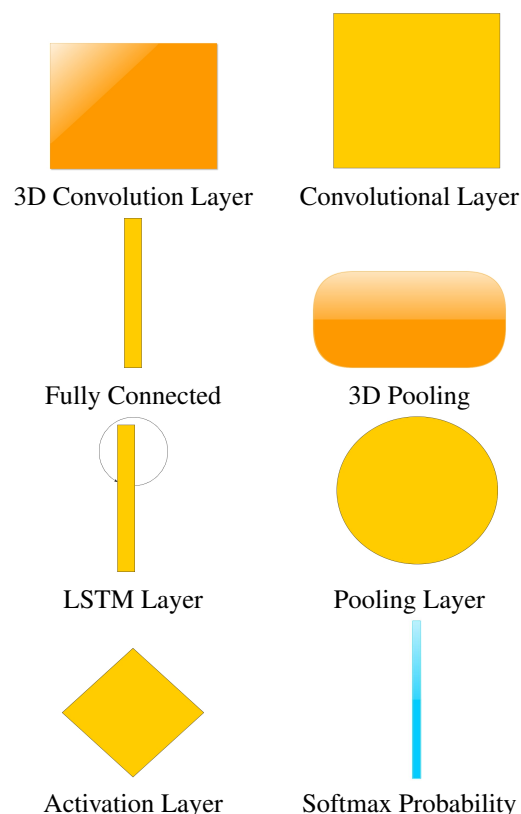 3D Convolution Layer
Convolutional Layer
Fully Connected
3D Pooling
LSTM Layer
Pooling Layer
Activation Layer
Softmax Probability